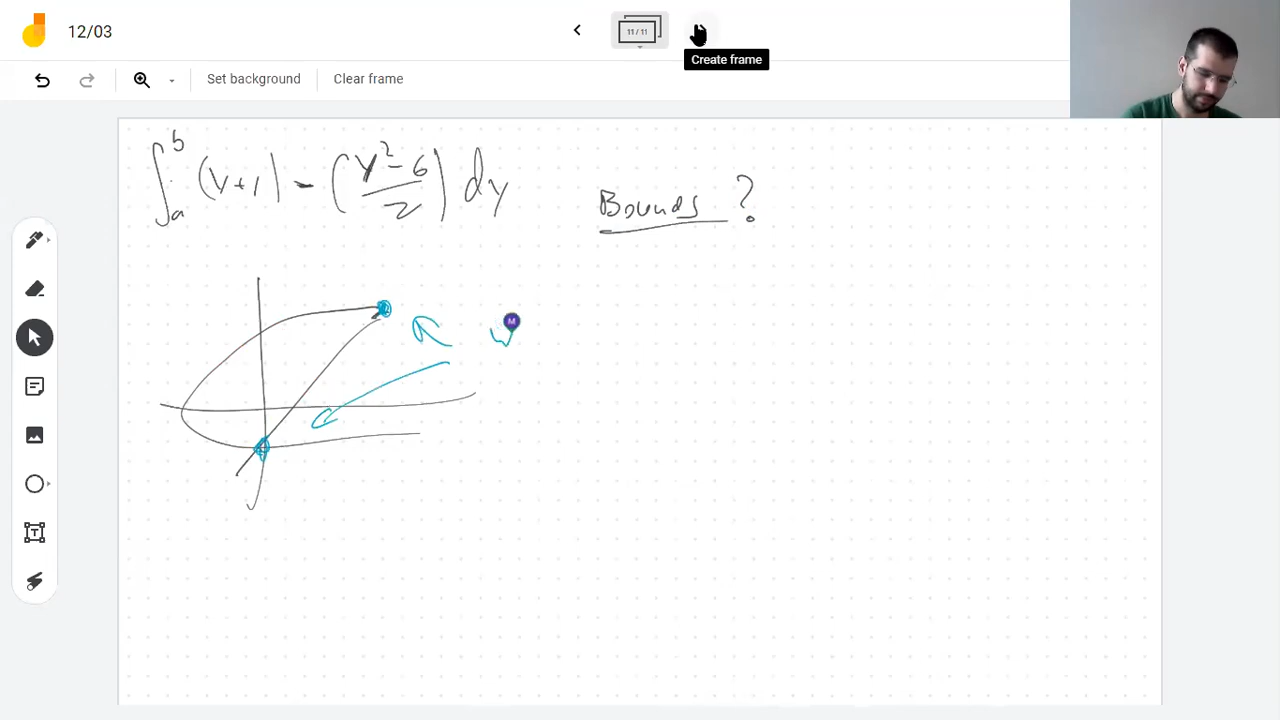 12/03
11 / 11
Create frame
Set background
Clear frame
∫_a^b (y+1) - (y²-6 / 2) dy
Bounds ?
M